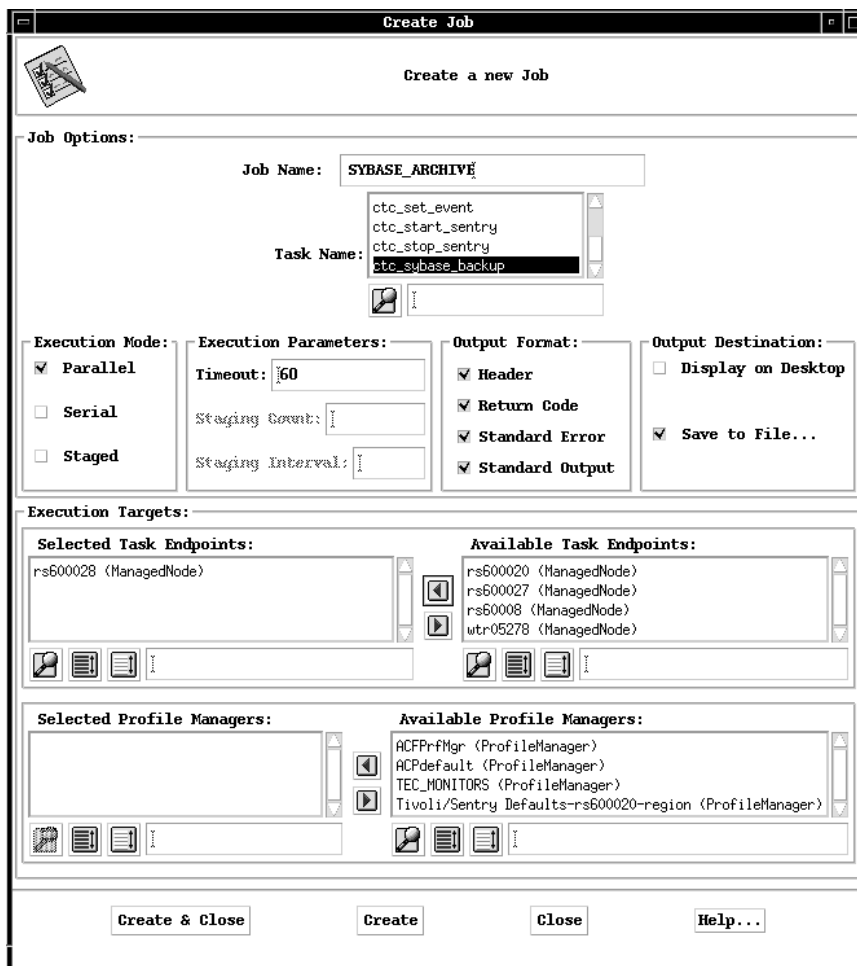 Create Job
Create a new Job
Job Options:
Job Name: SYBASE_ARCHIVE
ctc_set_event
ctc_start_sentry
ctc_stop_sentry
Task Name:
ctc_sybase_backup
Execution Mode:
Parallel
Serial
Staged
Execution Parameters:
Timeout: 60
Staging Count:
Staging Interval:
Output Format:
Header
Return Code
Standard Error
Standard Output
Output Destination:
Display on Desktop
Save to File...
Execution Targets:
Selected Task Endpoints:
rs600028 (ManagedNode)
Available Task Endpoints:
rs600020 (ManagedNode)
rs600027 (ManagedNode)
rs60008 (ManagedNode)
wtr05278 (ManagedNode)
Selected Profile Managers:
Available Profile Managers:
ACFPrfMgr (ProfileManager)
ACPdefault (ProfileManager)
TEC_MONITORS (ProfileManager)
Tivoli/Sentry Defaults-rs600020-region (ProfileManager)
Create & Close
Create
Close
Help...